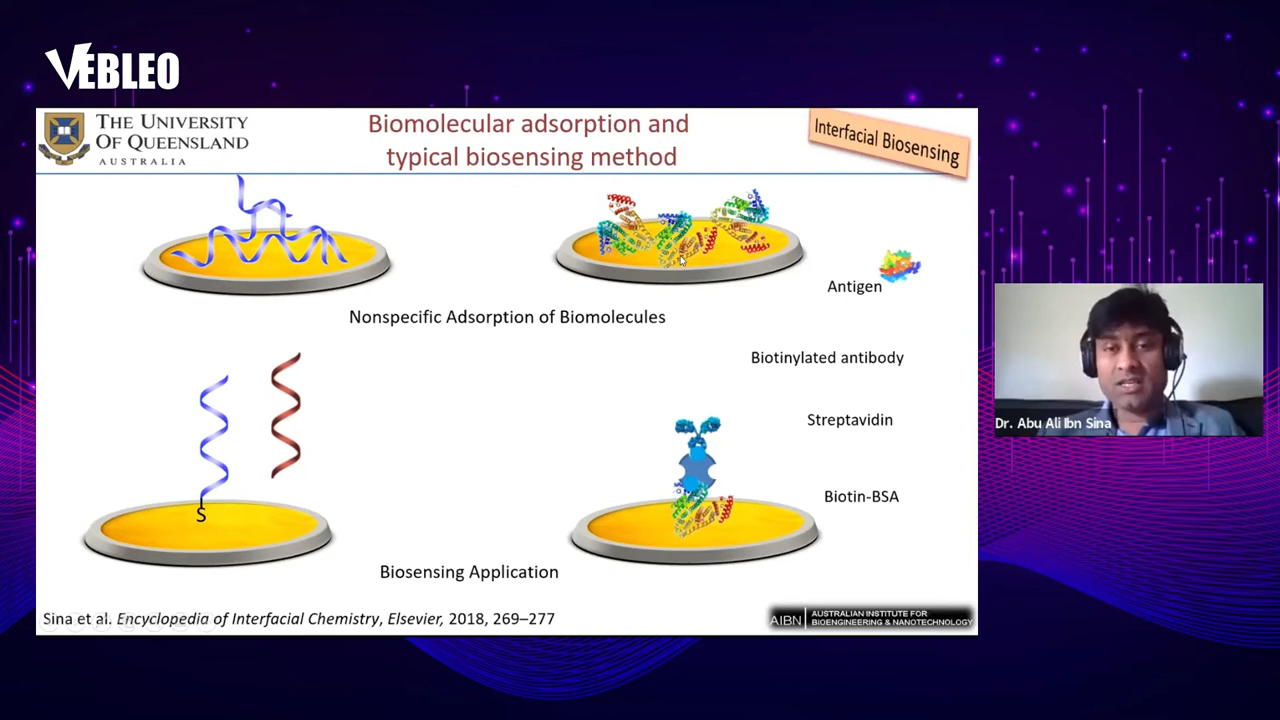 VEBLEO
THE UNIVERSITY
OF QUEENSLAND
AUSTRALIA
Biomolecular adsorption and
typical biosensing method
Interfacial Biosensing
Antigen
Nonspecific Adsorption of Biomolecules
Biotinylated antibody
Streptavidin
Dr. Abu Ali Ibn Sina
Biotin-BSA
S
Biosensing Application
Sina et al. Encyclopedia of Interfacial Chemistry, Elsevier, 2018, 269–277
AIBN
AUSTRALIAN INSTITUTE FOR
BIOENGINEERING & NANOTECHNOLOGY